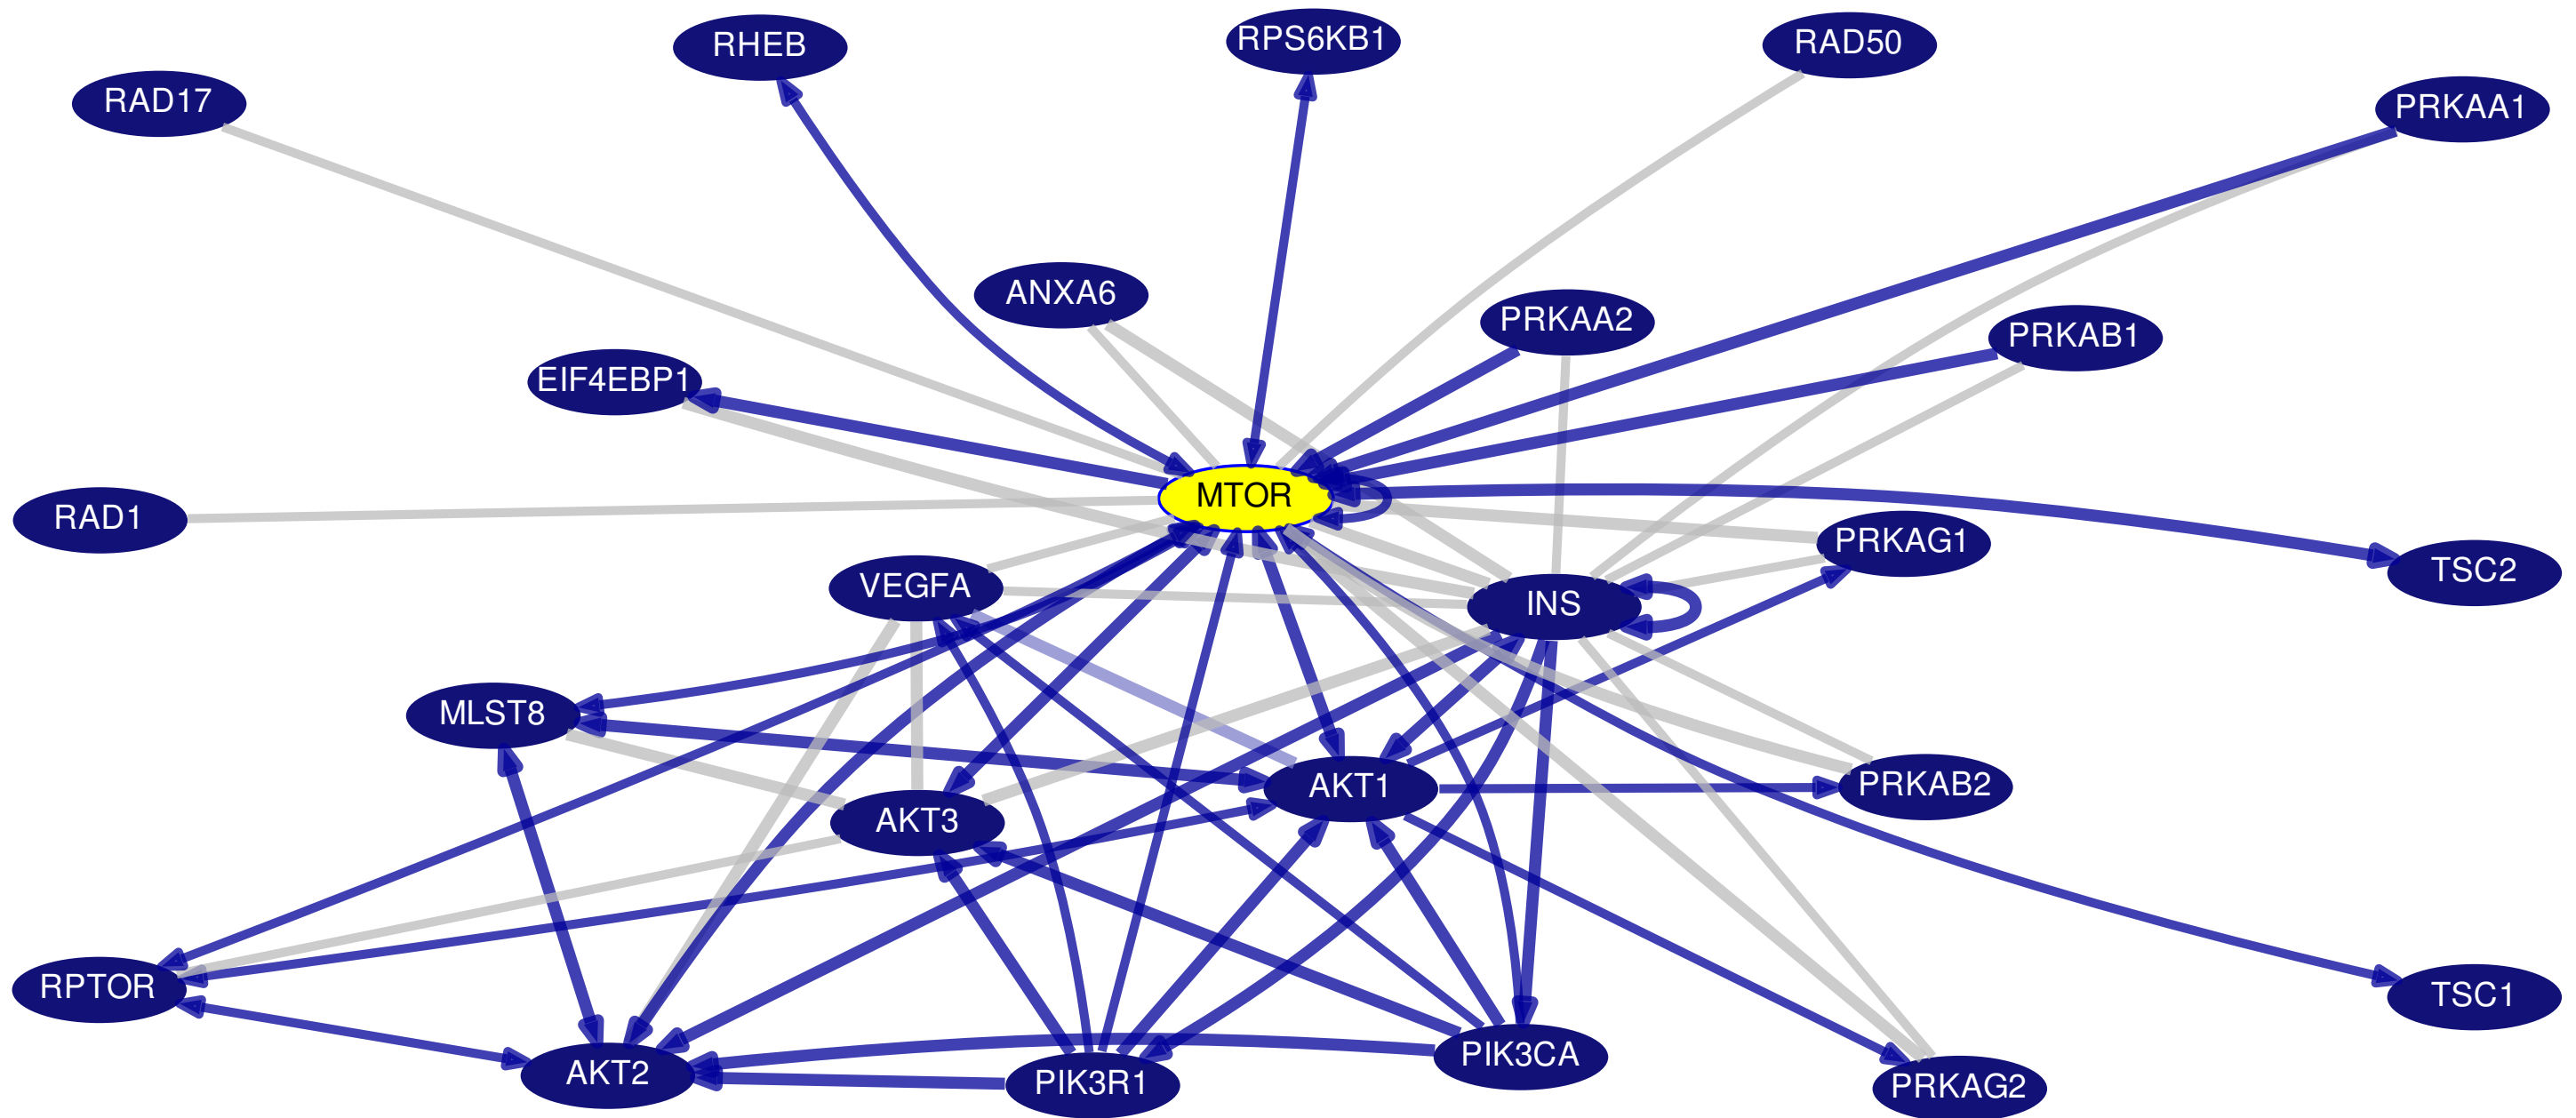 RHEB
RPS6KB1
RAD50
RAD17
PRKAA1
ANXA6
PRKAA2
PRKAB1
EIF4EBP1
MTOR
RAD1
PRKAG1
TSC2
VEGFA
INS
MLST8
AKT3
AKT1
PRKAB2
RPTOR
TSC1
AKT2
PIK3R1
PIK3CA
PRKAG2